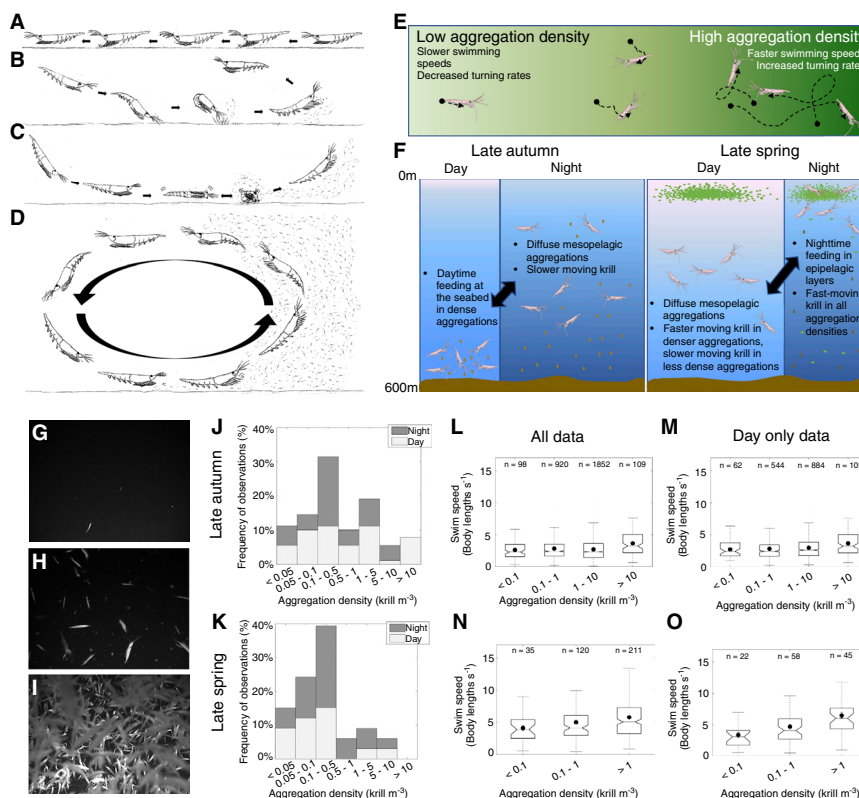 A
B
C
D
E
Low aggregation density
Slower swimming
speeds
Decreased turning rates
High aggregation density
Faster swimming speed
Increased turning rate
F
Late autumn
Day
Night
Late spring
Day
Night
0m
600m
• Daytime
feeding at
the seabed
in dense
aggregations
• Diffuse mesopelagic
aggregations
• Slower moving krill
• Diffuse mesopelagic
aggregations
• Faster moving krill in
denser aggregations,
slower moving krill in
less dense aggregations
• Nighttime
feeding in
epipelagic
layers
• Fast-moving
krill in all
aggregation
densities
G
H
I
Late autumn
J
Night
Day
Frequency of observations (%)
40%
30%
20%
10%
0%
< 0.05
0.05 - 0.1
0.1 - 0.5
0.5 - 1
1 - 5
5 - 10
> 10
Aggregation density (krill m⁻³)
Late spring
K
Night
Day
Frequency of observations (%)
40%
30%
20%
10%
0%
< 0.05
0.05 - 0.1
0.1 - 0.5
0.5 - 1
1 - 5
5 - 10
> 10
Aggregation density (krill m⁻³)
L
All data
n = 98
n = 920
n = 1852
n = 109
Swim speed
(Body lengths s⁻¹)
15
10
5
0
< 0.1
0.1 - 1
1 - 10
> 10
Aggregation density (krill m⁻³)
M
Day only data
n = 62
n = 544
n = 884
n = 10
Swim speed
(Body lengths s⁻¹)
15
10
5
0
< 0.1
0.1 - 1
1 - 10
> 10
Aggregation density (krill m⁻³)
N
n = 35
n = 120
n = 211
Swim speed
(Body lengths s⁻¹)
15
10
5
0
< 0.1
0.1 - 1
> 1
Aggregation density (krill m⁻³)
O
n = 22
n = 58
n = 45
Swim speed
(Body lengths s⁻¹)
15
10
5
0
< 0.1
0.1 - 1
> 1
Aggregation density (krill m⁻³)